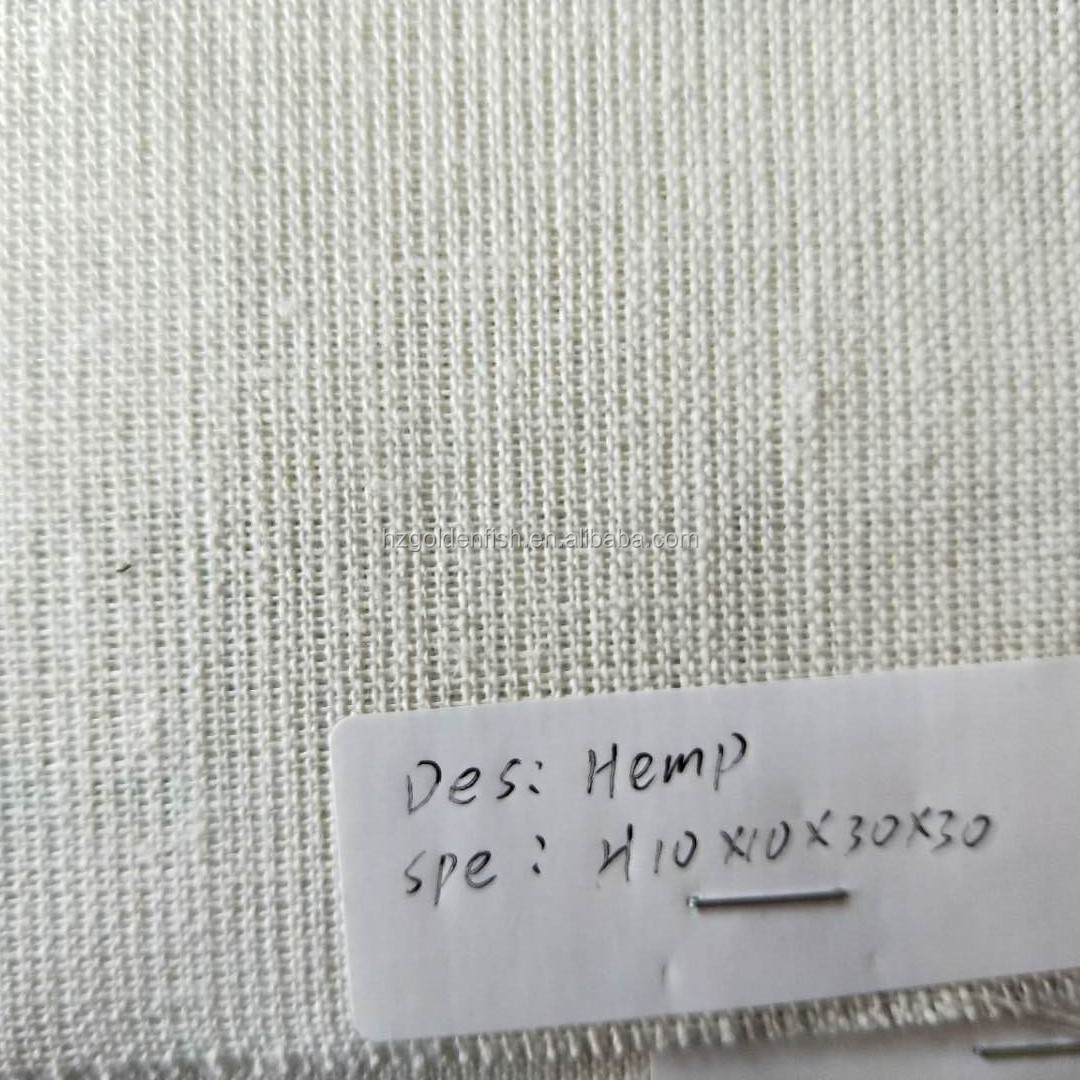 hzgoldenfish.en.alibaba.com
Des: Hemp
spe: H10x10x30x30